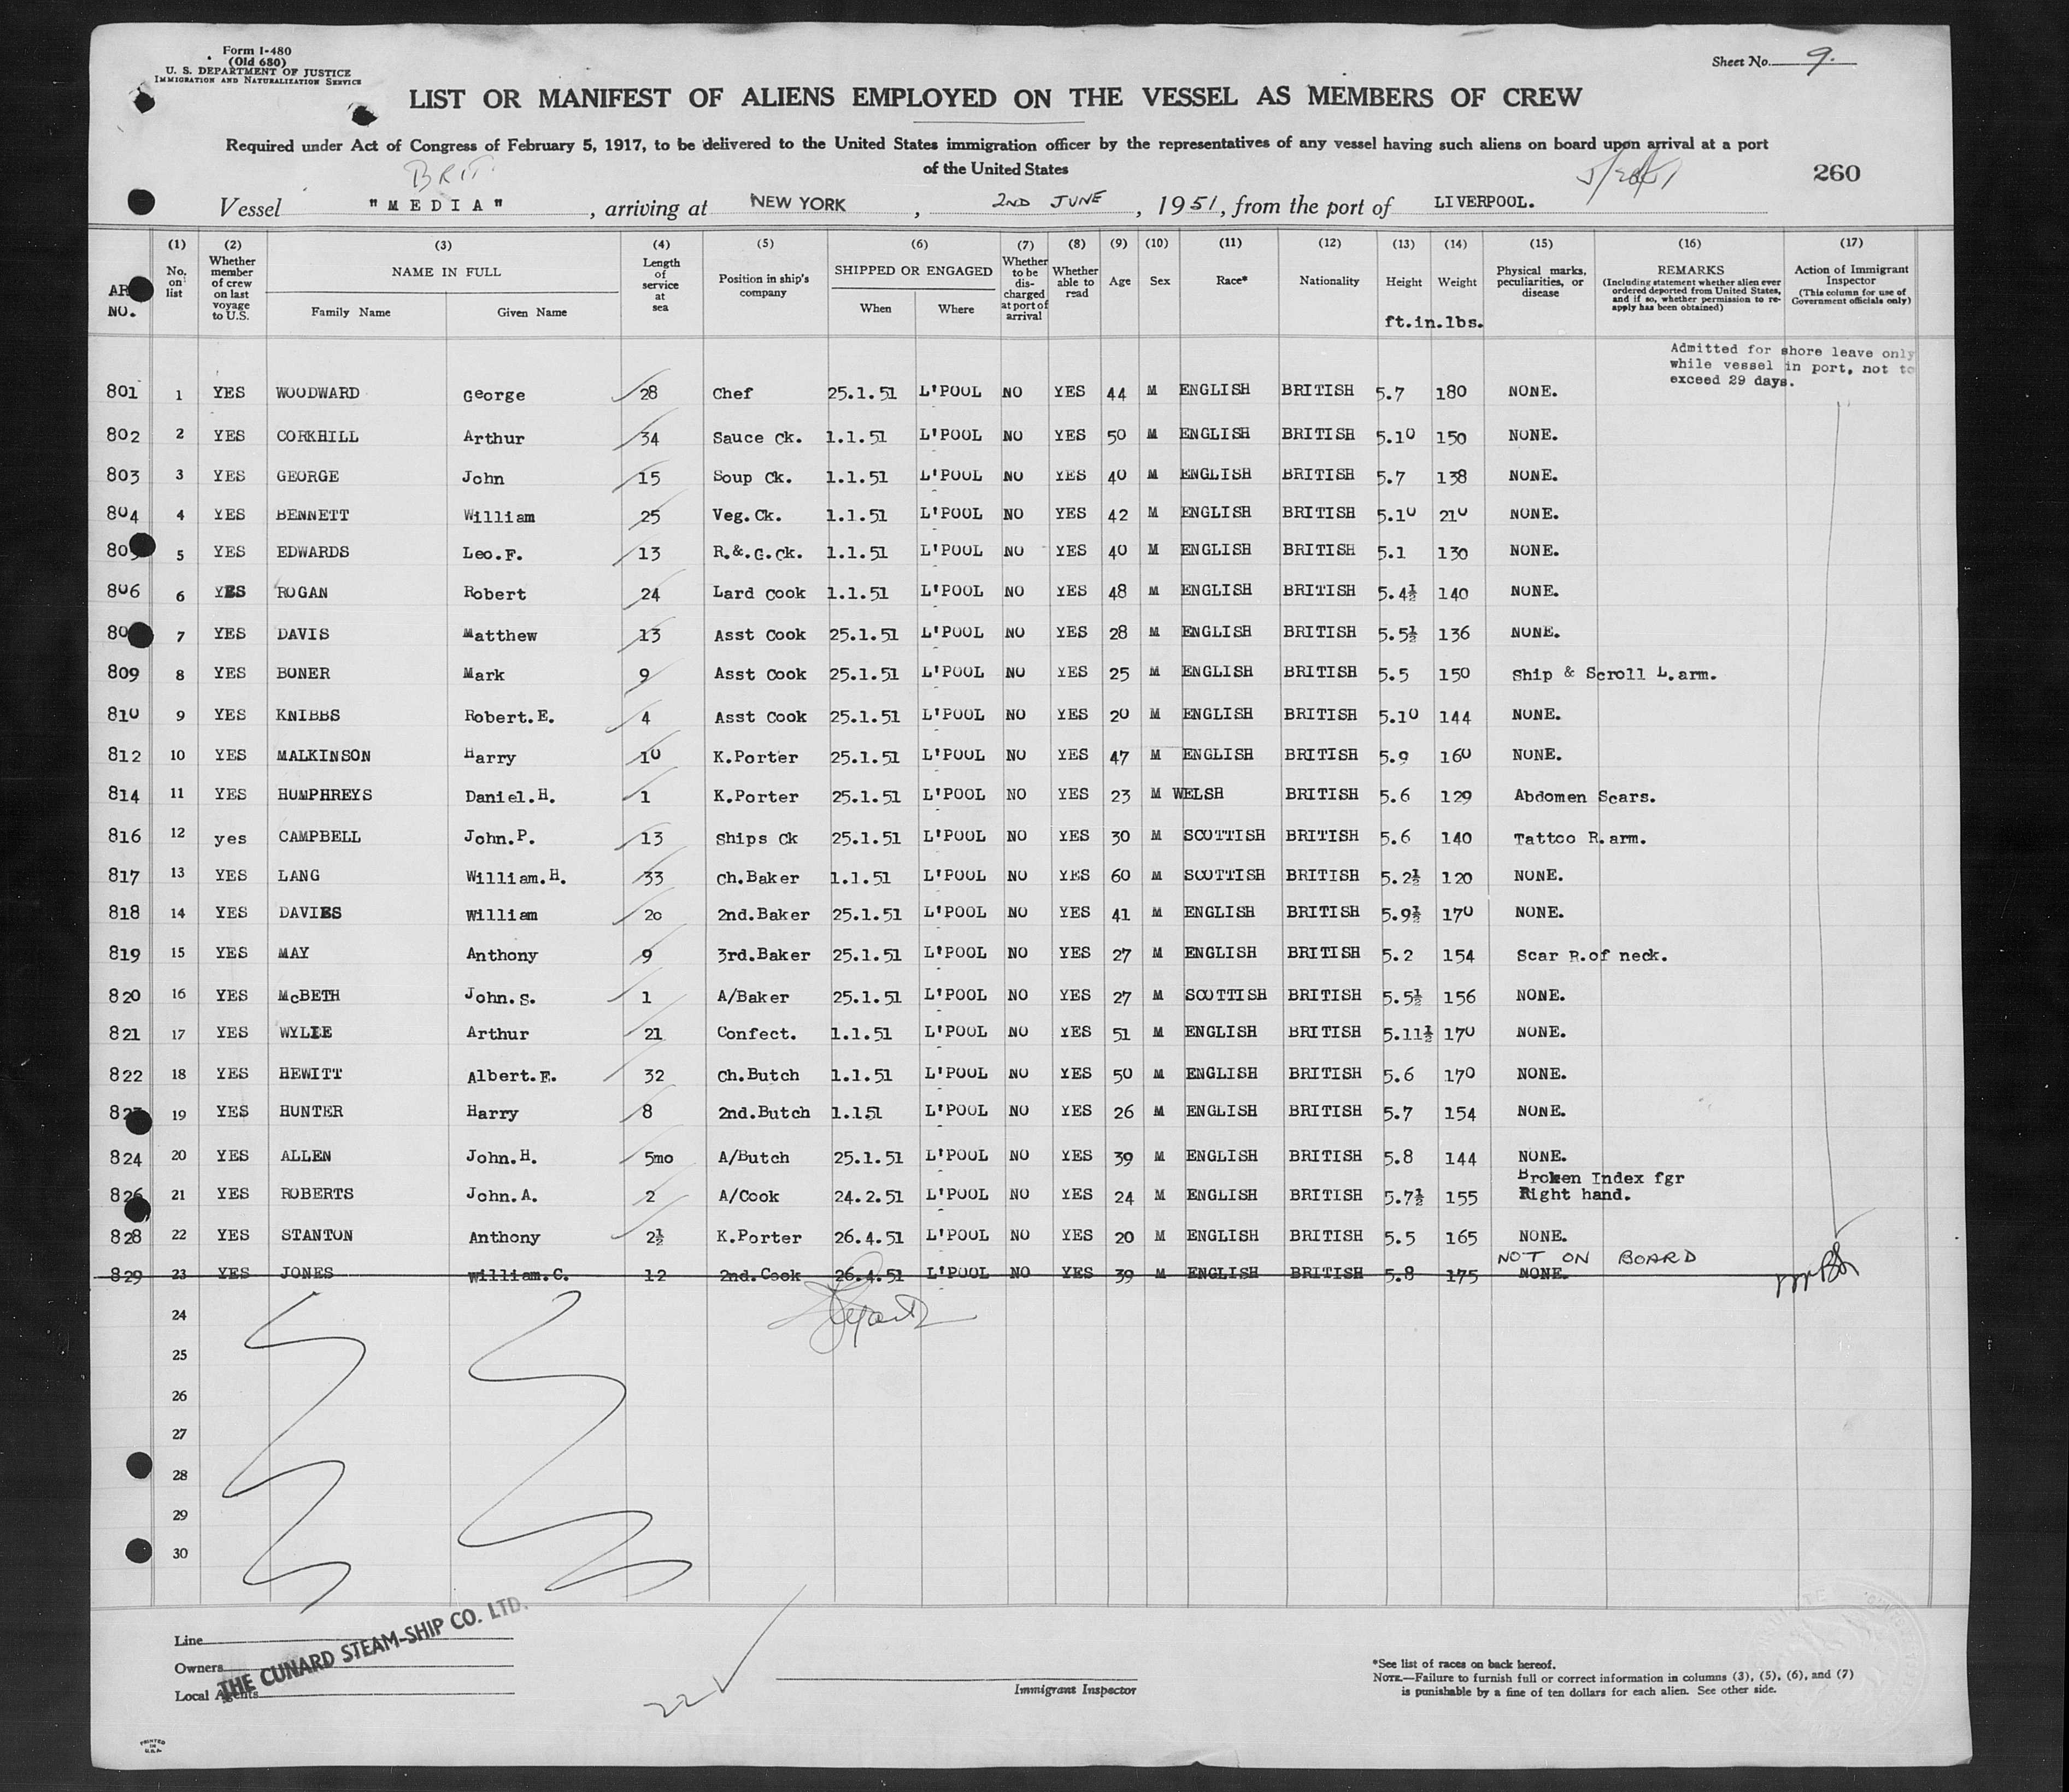 Form I-480
(Old 680)
U. S. DEPARTMENT OF JUSTICE
IMMIGRATION AND NATURALIZATION SERVICE
Sheet No. 9.
LIST OR MANIFEST OF ALIENS EMPLOYED ON THE VESSEL AS MEMBERS OF CREW
Required under Act of Congress of February 5, 1917, to be delivered to the United States immigration officer by the representatives of any vessel having such aliens on board upon arrival at a port
of the United States
BRIT.
260
Vessel "MEDIA", arriving at NEW YORK, 2ND JUNE, 1951, from the port of LIVERPOOL.
NO.
(1) No. on list
(2) Whether member of crew on last voyage to U.S.
(3) NAME IN FULL Family Name Given Name
(4) Length of service at sea
(5) Position in ship's company
(6) SHIPPED OR ENGAGED When Where
(7) Whether to be discharged at port of arrival
(8) Whether able to read
(9) Age
(10) Sex
(11) Race*
(12) Nationality
(13) Height
(14) Weight
ft.in.lbs.
(15) Physical marks, peculiarities, or disease
(16) REMARKS (Including statement whether alien ever ordered deported from United States, and if so, whether permission to re-apply has been obtained)
(17) Action of Immigrant Inspector (This column for use of Government officials only)
Admitted for shore leave only
while vessel in port, not to
exceed 29 days.
801 1 YES WOODWARD George 28 Chef 25.1.51 L'POOL NO YES 44 M ENGLISH BRITISH 5.7 180 NONE.
802 2 YES CORKHILL Arthur 34 Sauce Ck. 1.1.51 L'POOL NO YES 50 M ENGLISH BRITISH 5.10 150 NONE.
803 3 YES GEORGE John 15 Soup Ck. 1.1.51 L'POOL NO YES 40 M ENGLISH BRITISH 5.7 138 NONE.
804 4 YES BENNETT William 25 Veg.Ck. 1.1.51 L'POOL NO YES 42 M ENGLISH BRITISH 5.10 210 NONE.
5 YES EDWARDS Leo.F. 13 R.&.G.Ck. 1.1.51 L'POOL NO YES 40 M ENGLISH BRITISH 5.1 130 NONE.
806 6 YES ROGAN Robert 24 Lard Cook 1.1.51 L'POOL NO YES 48 M ENGLISH BRITISH 5.4½ 140 NONE.
7 YES DAVIS Matthew 13 Asst Cook 25.1.51 L'POOL NO YES 28 M ENGLISH BRITISH 5.5½ 136 NONE.
809 8 YES BONER Mark 9 Asst Cook 25.1.51 L'POOL NO YES 25 M ENGLISH BRITISH 5.5 150 Ship & Scroll L.arm.
810 9 YES KNIBBS Robert.E. 4 Asst Cook 25.1.51 L'POOL NO YES 20 M ENGLISH BRITISH 5.10 144 NONE.
812 10 YES MALKINSON Harry 10 K.Porter 25.1.51 L'POOL NO YES 47 M ENGLISH BRITISH 5.9 160 NONE.
814 11 YES HUMPHREYS Daniel.H. 1 K.Porter 25.1.51 L'POOL NO YES 23 M WELSH BRITISH 5.6 129 Abdomen Scars.
816 12 yes CAMPBELL John.P. 13 Ships Ck 25.1.51 L'POOL NO YES 30 M SCOTTISH BRITISH 5.6 140 Tattoo R.arm.
817 13 YES LANG William.H. 33 Ch.Baker 1.1.51 L'POOL NO YES 60 M SCOTTISH BRITISH 5.2½ 120 NONE.
818 14 YES DAVIES William 20 2nd.Baker 25.1.51 L'POOL NO YES 41 M ENGLISH BRITISH 5.9½ 170 NONE.
819 15 YES MAY Anthony 9 3rd.Baker 25.1.51 L'POOL NO YES 27 M ENGLISH BRITISH 5.2 154 Scar R.of neck.
820 16 YES McBETH John.S. 1 A/Baker 25.1.51 L'POOL NO YES 27 M SCOTTISH BRITISH 5.5½ 156 NONE.
821 17 YES WYLIE Arthur 21 Confect. 1.1.51 L'POOL NO YES 51 M ENGLISH BRITISH 5.11½ 170 NONE.
822 18 YES HEWITT Albert.E. 32 Ch.Butch 1.1.51 L'POOL NO YES 50 M ENGLISH BRITISH 5.6 170 NONE.
19 YES HUNTER Harry 8 2nd.Butch 1.151 L'POOL NO YES 26 M ENGLISH BRITISH 5.7 154 NONE.
824 20 YES ALLEN John.H. 5mo A/Butch 25.1.51 L'POOL NO YES 39 M ENGLISH BRITISH 5.8 144 NONE.
Broken Index fgr
826 21 YES ROBERTS John.A. 2 A/Cook 24.2.51 L'POOL NO YES 24 M ENGLISH BRITISH 5.7½ 155 Right hand.
828 22 YES STANTON Anthony 2½ K.Porter 26.4.51 L'POOL NO YES 20 M ENGLISH BRITISH 5.5 165 NONE.
NOT ON BOARD
829 23 YES JONES William.C. 12 2nd.Cook 26.4.51 L'POOL NO YES 39 M ENGLISH BRITISH 5.8 175 NONE.
24
25
26
27
28
29
30
Line
Owners
Local Agents
THE CUNARD STEAM-SHIP CO. LTD.
22
Immigrant Inspector
*See list of races on back hereof.
NOTE.—Failure to furnish full or correct information in columns (3), (5), (6), and (7)
is punishable by a fine of ten dollars for each alien. See other side.
PRINTED
IN
U.S.A.